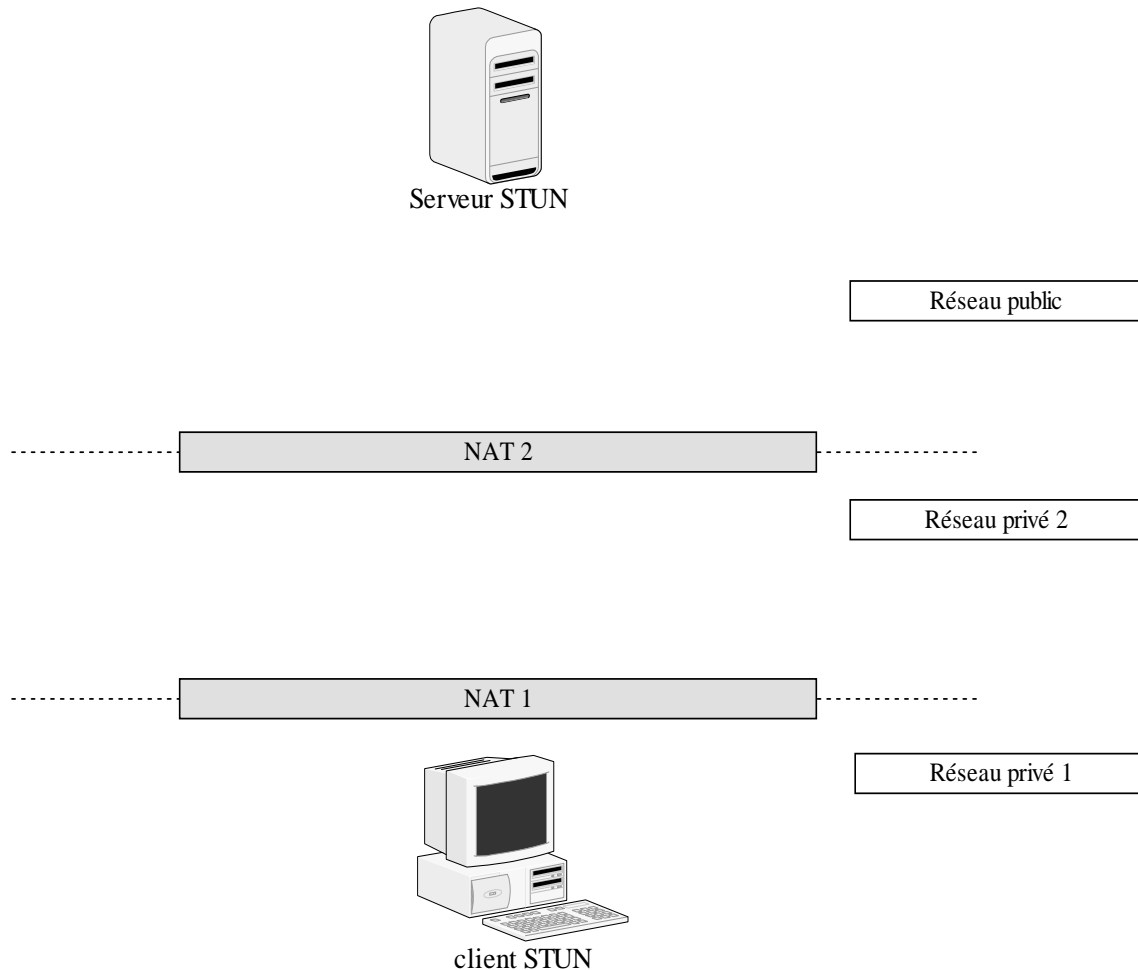 Serveur STUN
Réseau public
NAT 2
Réseau privé 2
NAT 1
Réseau privé 1
client STUN